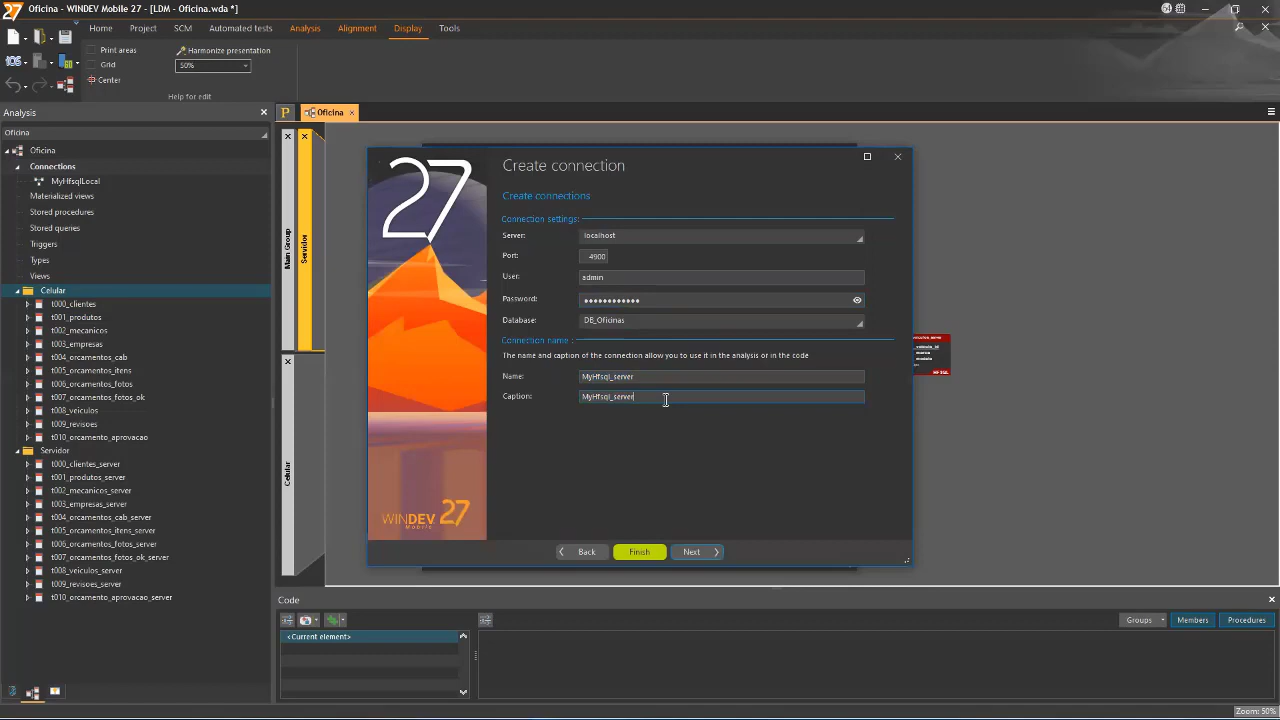 Oficina - WINDEV Mobile 27 - [LDM - Oficina.wda *]
Home Project SCM Automated tests Analysis Alignment Display Tools
Print areas
Grid
Center
Harmonize presentation
50%
Help for edit
Analysis
P
Oficina
Oficina
Oficina
Connections
MyHfsqlLocal
Materialized views
Stored procedures
Stored queries
Triggers
Types
Views
Celular
t000_clientes
t001_produtos
t002_mecanicos
t003_empresas
t004_orcamentos_cab
t005_orcamentos_itens
t006_orcamentos_fotos
t007_orcamentos_fotos_ok
t008_veiculos
t009_revisoes
t010_orcamento_aprovacao
Servidor
t000_clientes_server
t001_produtos_server
t002_mecanicos_server
t003_empresas_server
t004_orcamentos_cab_server
t005_orcamentos_itens_server
t006_orcamentos_fotos_server
t007_orcamentos_fotos_ok_server
t008_veiculos_server
t009_revisoes_server
t010_orcamento_aprovacao_server
Main Group
Servidor
Celular
27
WINDEV 27
Mobile
Create connection
Create connections
Connection settings:
Server: localhost
Port: 4900
User: admin
Password: ••••••••••••
Database: DB_Oficinas
Connection name :
The name and caption of the connection allow you to use it in the analysis or in the code
Name: MyHfsql_server
Caption: MyHfsql_server
Back Finish Next
HFSQL
Code
Groups Members Procedures
<Current element>
Zoom: 50%